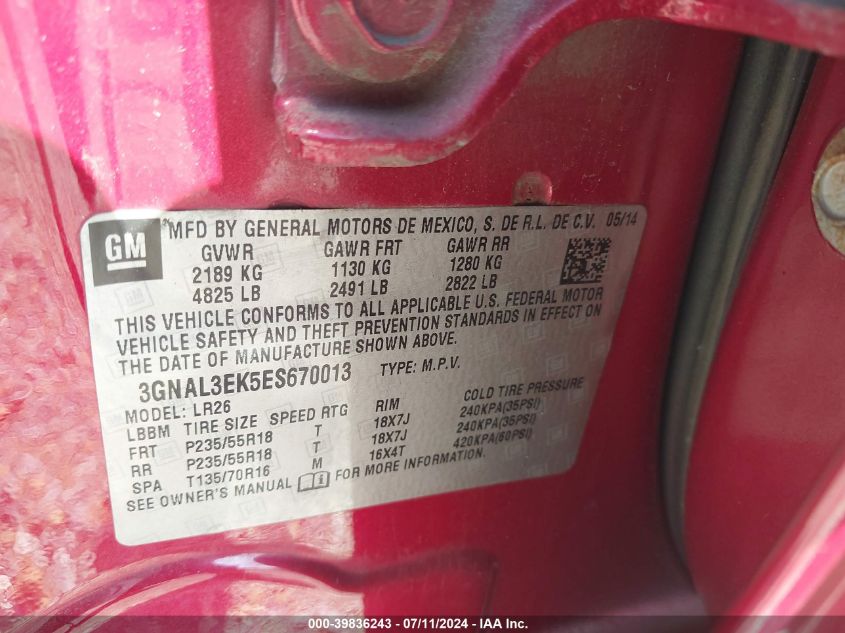 GM
MFD BY GENERAL MOTORS DE MEXICO, S. DE R.L. DE C.V. 05/14
GVWR GAWR FRT GAWR RR
2189 KG 1130 KG 1280 KG
4825 LB 2491 LB 2822 LB
THIS VEHICLE CONFORMS TO ALL APPLICABLE U.S. FEDERAL MOTOR
VEHICLE SAFETY AND THEFT PREVENTION STANDARDS IN EFFECT ON
THE DATE OF MANUFACTURE SHOWN ABOVE.
3GNAL3EK5ES670013 TYPE: M.P.V.
MODEL: LR26
LBBM TIRE SIZE SPEED RTG RIM COLD TIRE PRESSURE
FRT P235/55R18 T 18X7J 240KPA(35PSI)
RR P235/55R18 T 18X7J 240KPA(35PSI)
SPA T135/70R16 M 16X4T 420KPA(60PSI)
SEE OWNER'S MANUAL FOR MORE INFORMATION.
000-39836243 - 07/11/2024 - IAA Inc.